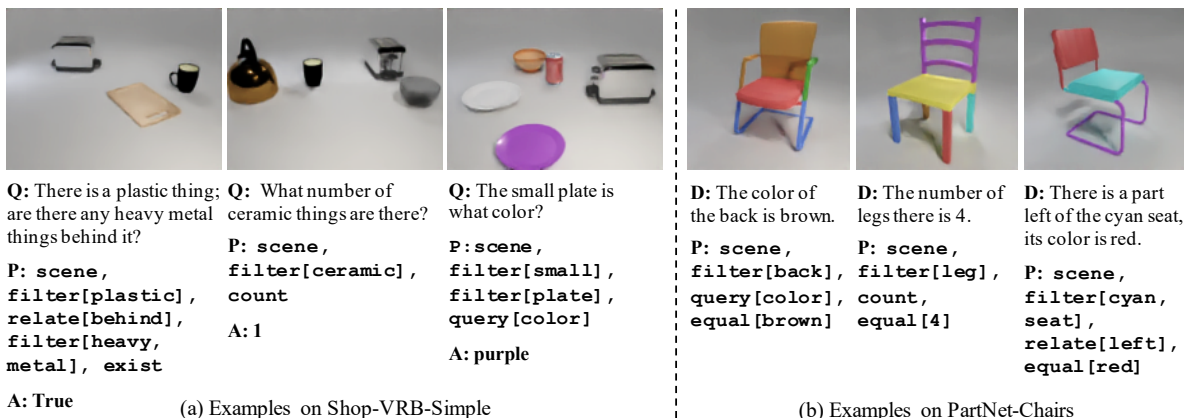 Q: There is a plastic thing;
are there any heavy metal
things behind it?
P: scene,
filter[plastic],
relate[behind],
filter[heavy,
metal], exist
A: True
Q: What number of
ceramic things are there?
P: scene,
filter[ceramic],
count
A: 1
Q: The small plate is
what color?
P:scene,
filter[small],
filter[plate],
query[color]
A: purple
(a) Examples on Shop-VRB-Simple
D: The color of
the back is brown.
P: scene,
filter[back],
query[color],
equal[brown]
D: The number of
legs there is 4.
P: scene,
filter[leg],
count,
equal[4]
D: There is a part
left of the cyan seat,
its color is red.
P: scene,
filter[cyan,
seat],
relate[left],
equal[red]
(b) Examples on PartNet-Chairs